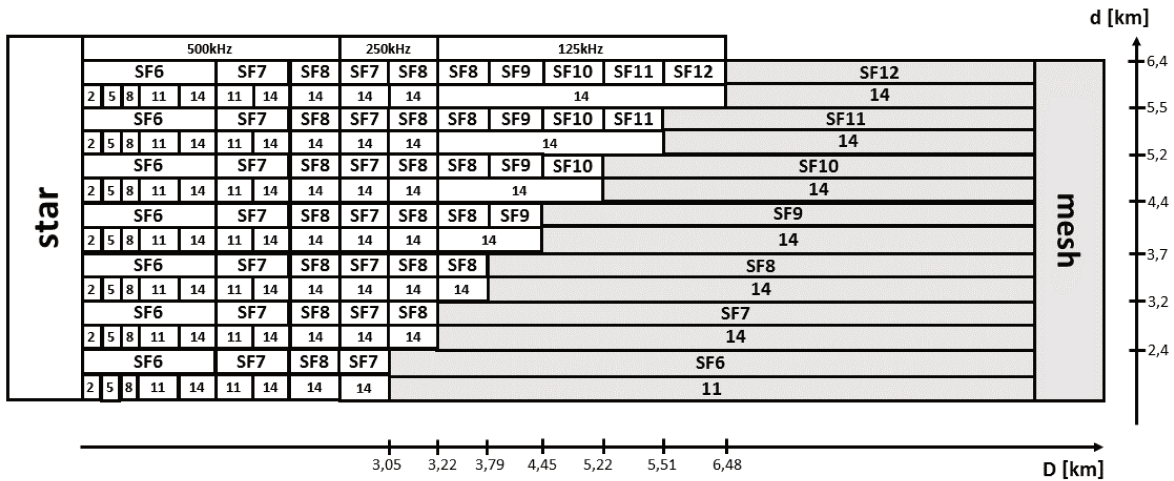 d [km]
500kHz 250kHz 125kHz
SF6 SF7 SF8 SF7 SF8 SF8 SF9 SF10 SF11 SF12 SF12
6,4
2 5 8 11 14 11 14 14 14 14 14 14
5,5
SF6 SF7 SF8 SF7 SF8 SF8 SF9 SF10 SF11 SF11
2 5 8 11 14 11 14 14 14 14 14 14
5,2
SF6 SF7 SF8 SF7 SF8 SF8 SF9 SF10 SF10
2 5 8 11 14 11 14 14 14 14 14 14
4,4
SF6 SF7 SF8 SF7 SF8 SF8 SF9 SF9
2 5 8 11 14 11 14 14 14 14 14 14
3,7
SF6 SF7 SF8 SF7 SF8 SF8 SF8
2 5 8 11 14 11 14 14 14 14 14 14
3,2
SF6 SF7 SF8 SF7 SF8 SF7
2 5 8 11 14 11 14 14 14 14 14
2,4
SF6 SF7 SF8 SF7 SF6
2 5 8 11 14 11 14 14 14 11
star
mesh
3,05 3,22 3,79 4,45 5,22 5,51 6,48
D [km]